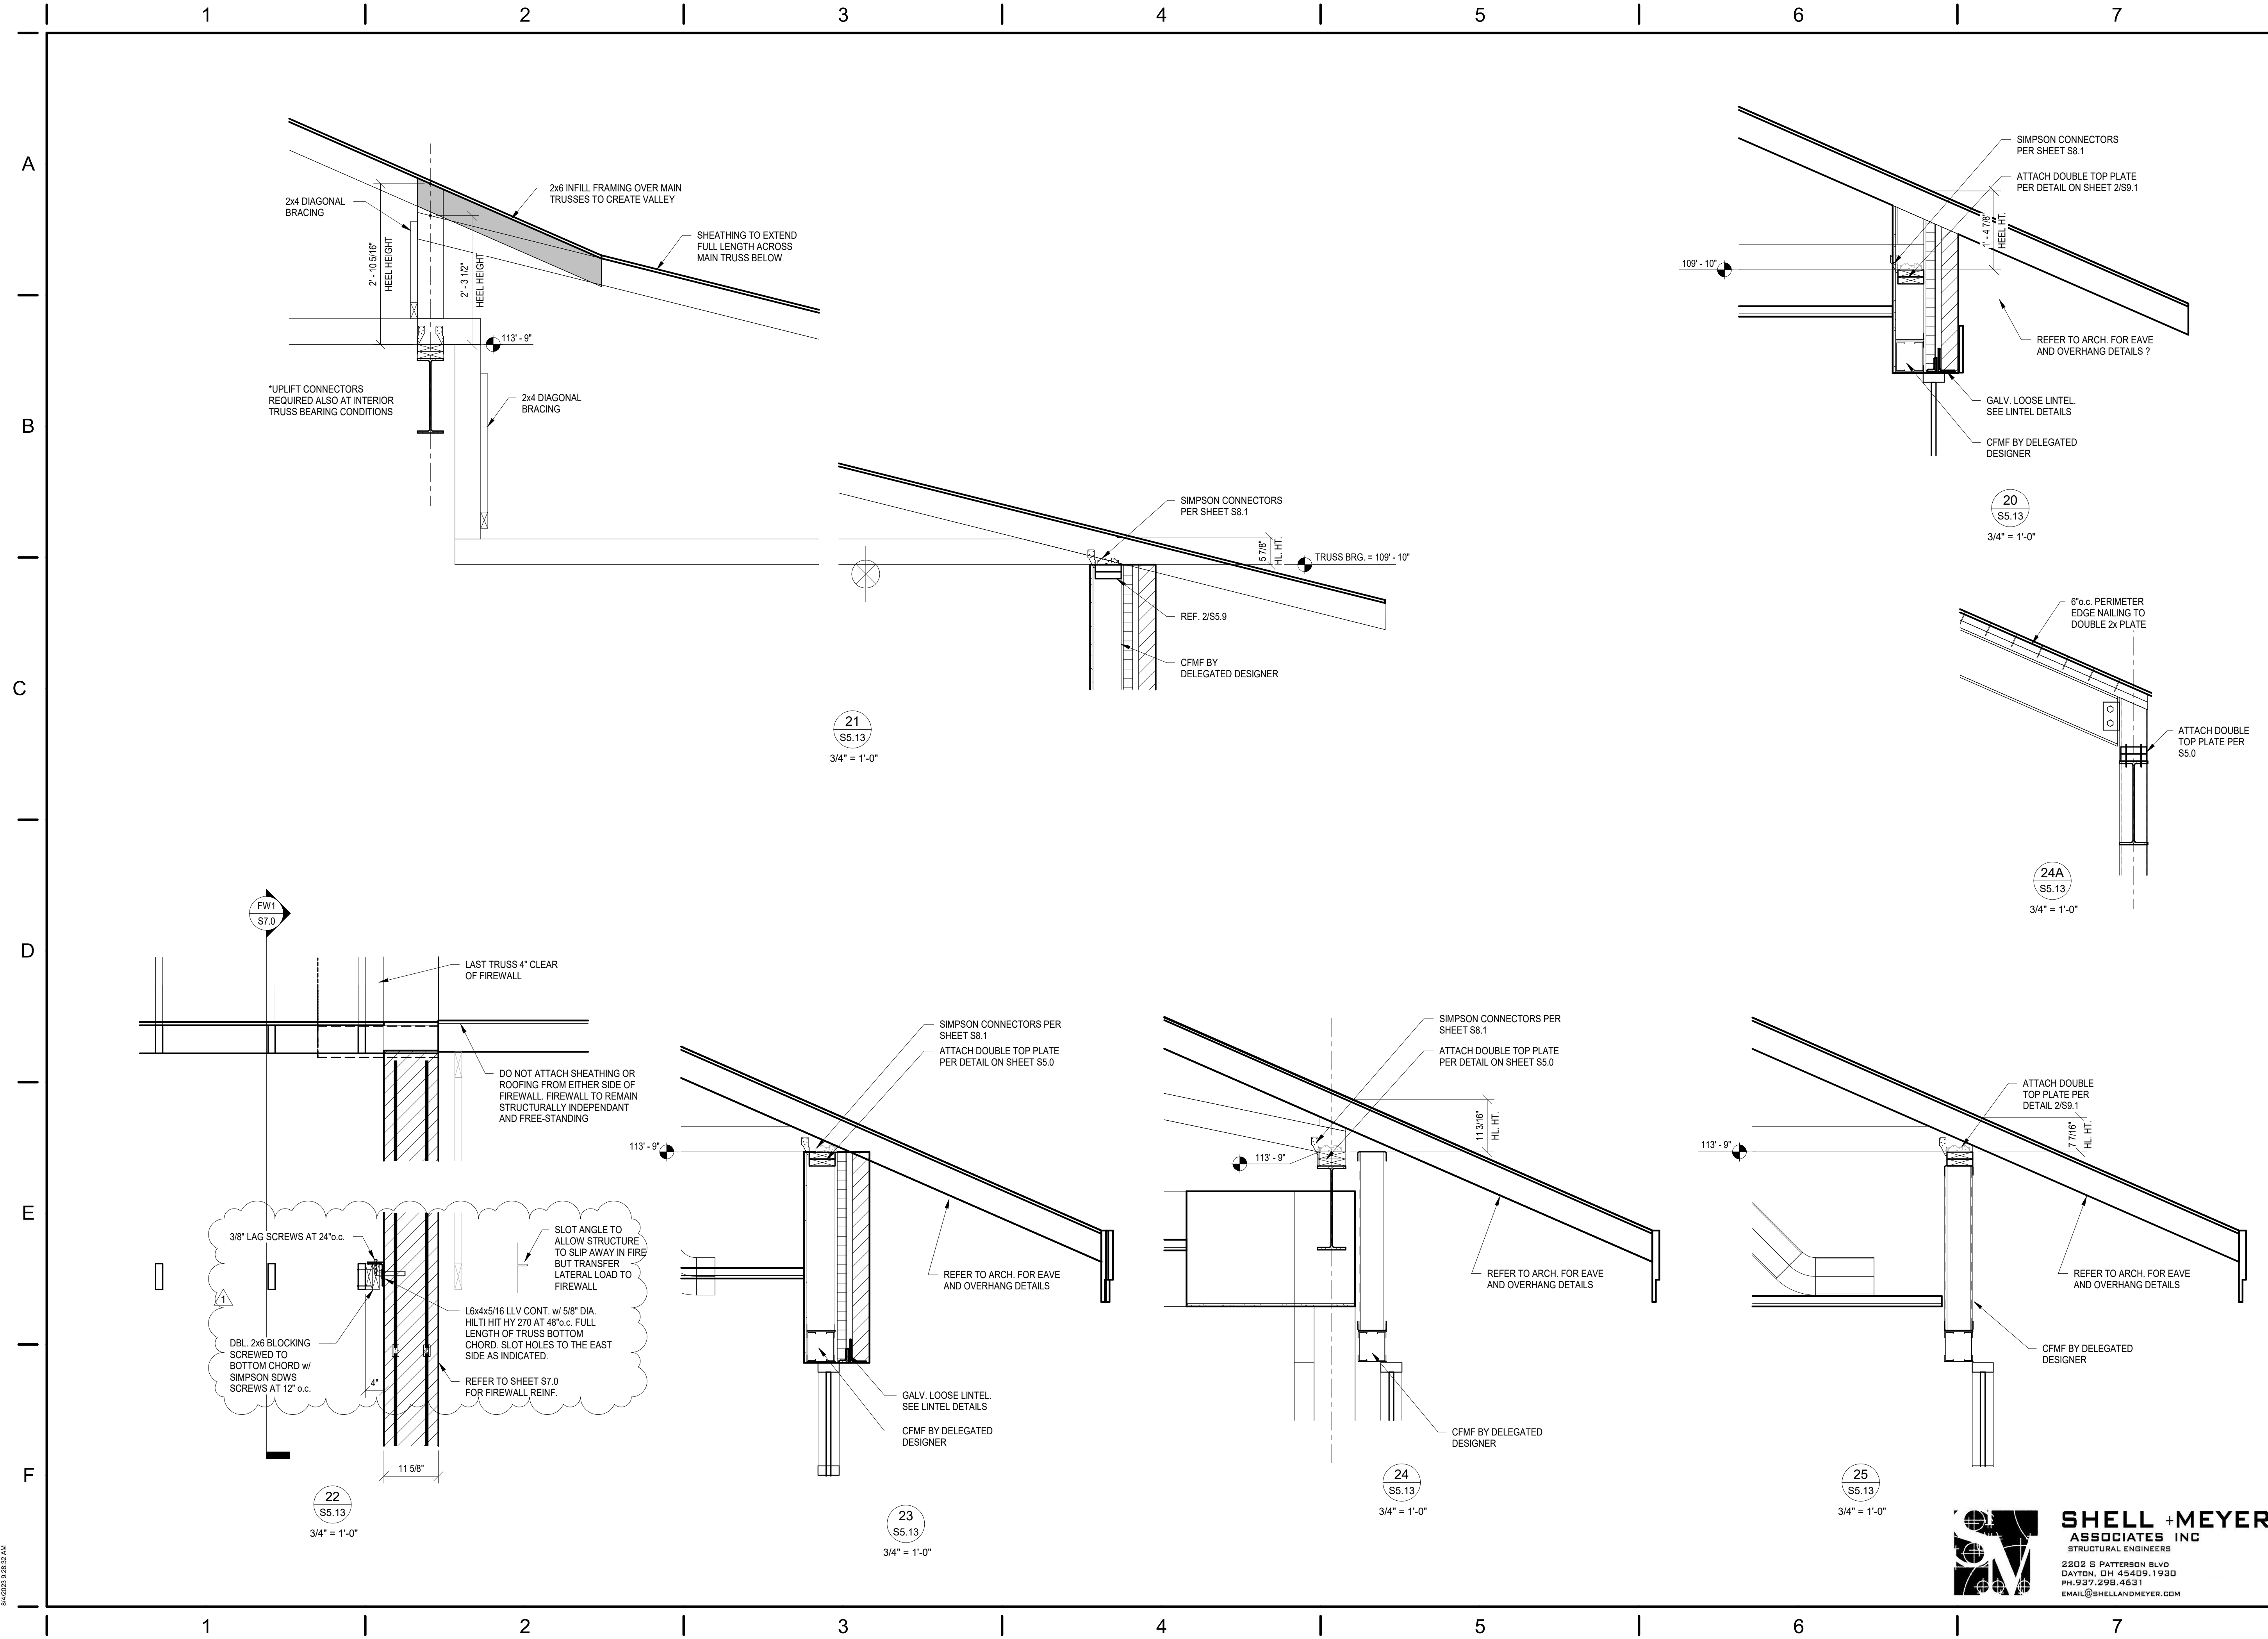 1
2
3
4
5
6
7
A
B
C
D
E
F
2x4 DIAGONAL
BRACING
2x6 INFILL FRAMING OVER MAIN
TRUSSES TO CREATE VALLEY
SHEATHING TO EXTEND
FULL LENGTH ACROSS
MAIN TRUSS BELOW
2' - 10 5/16"
HEEL HEIGHT
2' - 3 1/2"
HEEL HEIGHT
113' - 9"
*UPLIFT CONNECTORS
REQUIRED ALSO AT INTERIOR
TRUSS BEARING CONDITIONS
2x4 DIAGONAL
BRACING
SIMPSON CONNECTORS
PER SHEET S8.1
5 7/8"
HL. HT.
TRUSS BRG. = 109' - 10"
REF. 2/S5.9
CFMF BY
DELEGATED DESIGNER
21
S5.13
3/4" = 1'-0"
SIMPSON CONNECTORS
PER SHEET S8.1
ATTACH DOUBLE TOP PLATE
PER DETAIL ON SHEET 2/S9.1
1' - 4 7/8"
HEEL HT.
109' - 10"
REFER TO ARCH. FOR EAVE
AND OVERHANG DETAILS ?
GALV. LOOSE LINTEL.
SEE LINTEL DETAILS
CFMF BY DELEGATED
DESIGNER
20
S5.13
3/4" = 1'-0"
6"o.c. PERIMETER
EDGE NAILING TO
DOUBLE 2x PLATE
ATTACH DOUBLE
TOP PLATE PER
S5.0
24A
S5.13
3/4" = 1'-0"
FW1
S7.0
LAST TRUSS 4" CLEAR
OF FIREWALL
DO NOT ATTACH SHEATHING OR
ROOFING FROM EITHER SIDE OF
FIREWALL. FIREWALL TO REMAIN
STRUCTURALLY INDEPENDANT
AND FREE-STANDING
3/8" LAG SCREWS AT 24"o.c.
SLOT ANGLE TO
ALLOW STRUCTURE
TO SLIP AWAY IN FIRE
BUT TRANSFER
LATERAL LOAD TO
FIREWALL
1
L6x4x5/16 LLV CONT. w/ 5/8" DIA.
HILTI HIT HY 270 AT 48"o.c. FULL
LENGTH OF TRUSS BOTTOM
CHORD. SLOT HOLES TO THE EAST
SIDE AS INDICATED.
DBL. 2x6 BLOCKING
SCREWED TO
BOTTOM CHORD w/
SIMPSON SDWS
SCREWS AT 12" o.c.
4"
REFER TO SHEET S7.0
FOR FIREWALL REINF.
11 5/8"
22
S5.13
3/4" = 1'-0"
SIMPSON CONNECTORS PER
SHEET S8.1
ATTACH DOUBLE TOP PLATE
PER DETAIL ON SHEET S5.0
113' - 9"
REFER TO ARCH. FOR EAVE
AND OVERHANG DETAILS
GALV. LOOSE LINTEL.
SEE LINTEL DETAILS
CFMF BY DELEGATED
DESIGNER
23
S5.13
3/4" = 1'-0"
SIMPSON CONNECTORS PER
SHEET S8.1
ATTACH DOUBLE TOP PLATE
PER DETAIL ON SHEET S5.0
11 3/16"
HL. HT.
113' - 9"
REFER TO ARCH. FOR EAVE
AND OVERHANG DETAILS
CFMF BY DELEGATED
DESIGNER
24
S5.13
3/4" = 1'-0"
ATTACH DOUBLE
TOP PLATE PER
DETAIL 2/S9.1
7 7/16"
HL. HT.
113' - 9"
REFER TO ARCH. FOR EAVE
AND OVERHANG DETAILS
CFMF BY DELEGATED
DESIGNER
25
S5.13
3/4" = 1'-0"
SM
SHELL +MEYER
ASSOCIATES INC
STRUCTURAL ENGINEERS
2202 S PATTERSON BLVD
DAYTON, OH 45409.1930
PH.937.298.4631
EMAIL@SHELLANDMEYER.COM
8/4/2023 9:28:32 AM
1
2
3
4
5
6
7